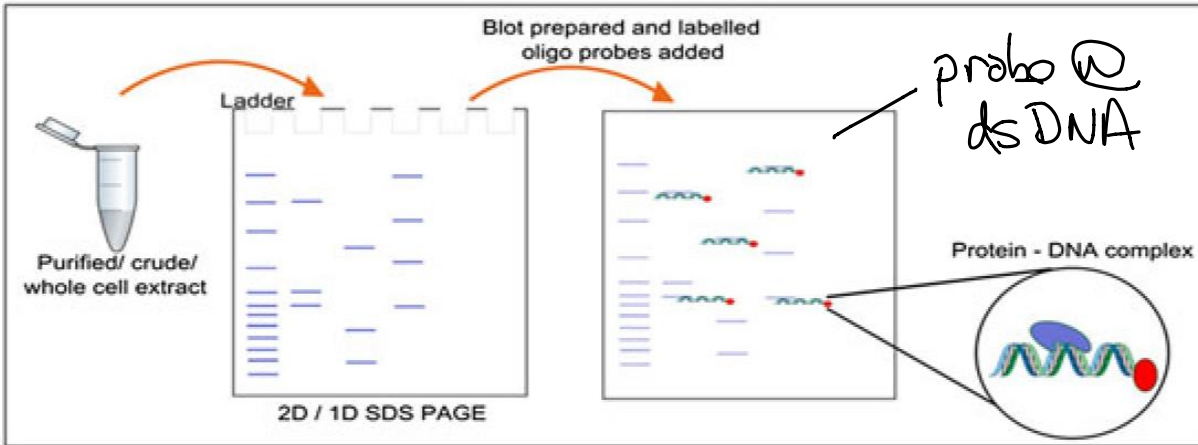 Blot prepared and labelled
oligo probes added
probe @
dsDNA
Ladder
Purified/ crude/
whole cell extract
Protein - DNA complex
2D / 1D SDS PAGE